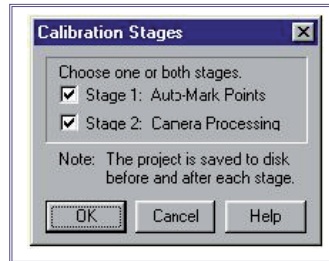 Calibration Stages
Choose one or both stages.
Stage 1: Auto-Mark Points
Stage 2: Camera Processing
Note: The project is saved to disk
before and after each stage.
OK
Cancel
Help